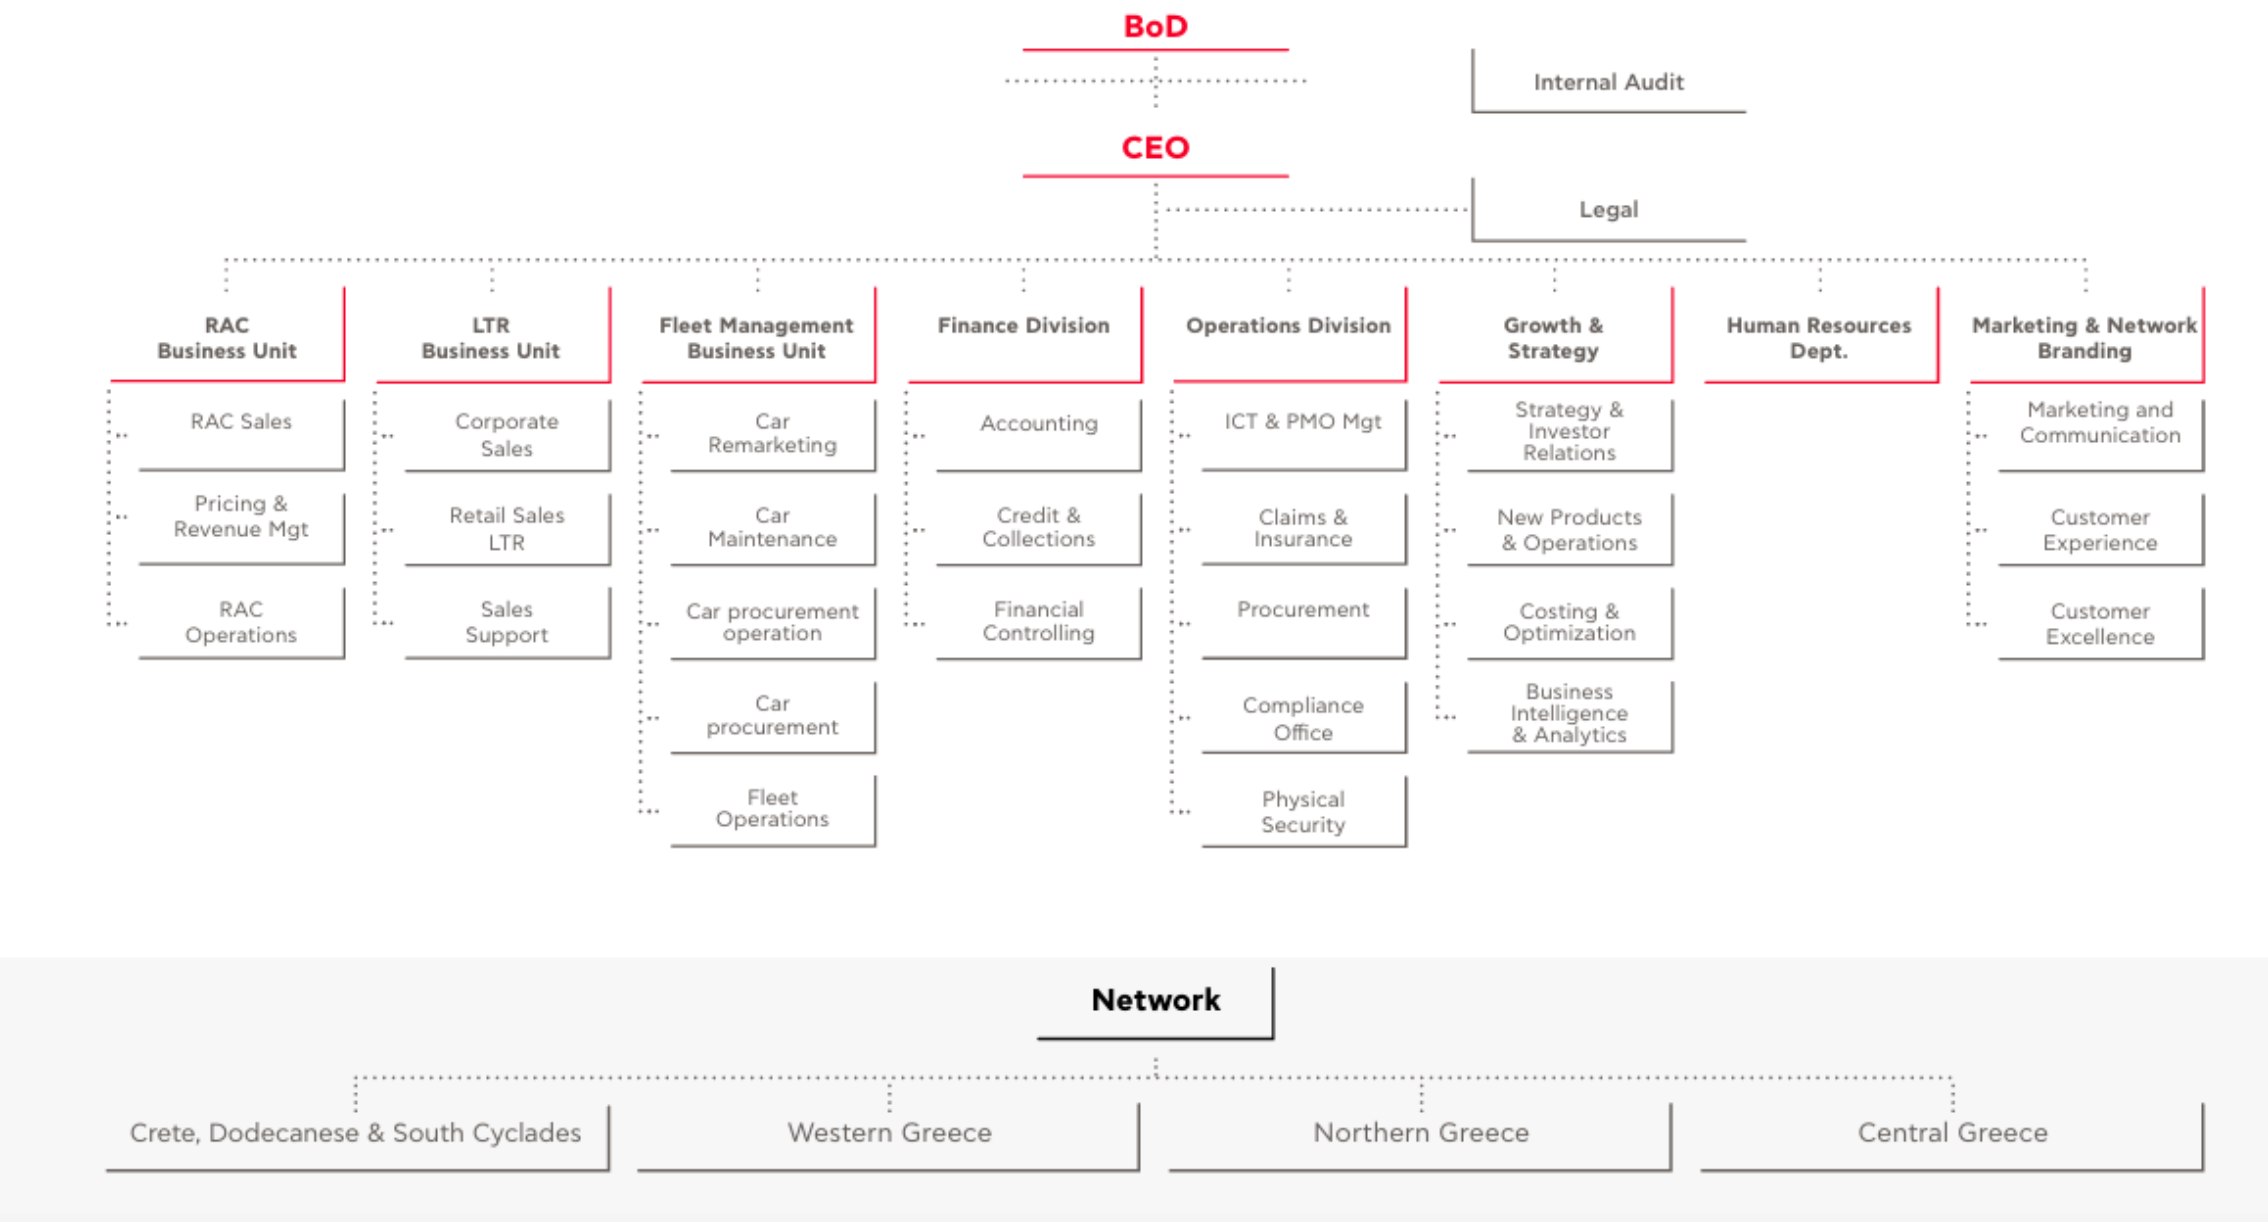 BoD
Internal Audit
CEO
Legal
RAC
Business Unit
RAC Sales
Pricing &
Revenue Mgt
RAC
Operations
LTR
Business Unit
Corporate
Sales
Retail Sales
LTR
Sales
Support
Fleet Management
Business Unit
Car
Remarketing
Car
Maintenance
Car procurement
operation
Car
procurement
Fleet
Operations
Finance Division
Accounting
Credit &
Collections
Financial
Controlling
Operations Division
ICT & PMO Mgt
Claims &
Insurance
Procurement
Compliance
Office
Physical
Security
Growth &
Strategy
Strategy &
Investor
Relations
New Products
& Operations
Costing &
Optimization
Business
Intelligence
& Analytics
Human Resources
Dept.
Marketing & Network
Branding
Marketing and
Communication
Customer
Experience
Customer
Excellence
Network
Crete, Dodecanese & South Cyclades
Western Greece
Northern Greece
Central Greece